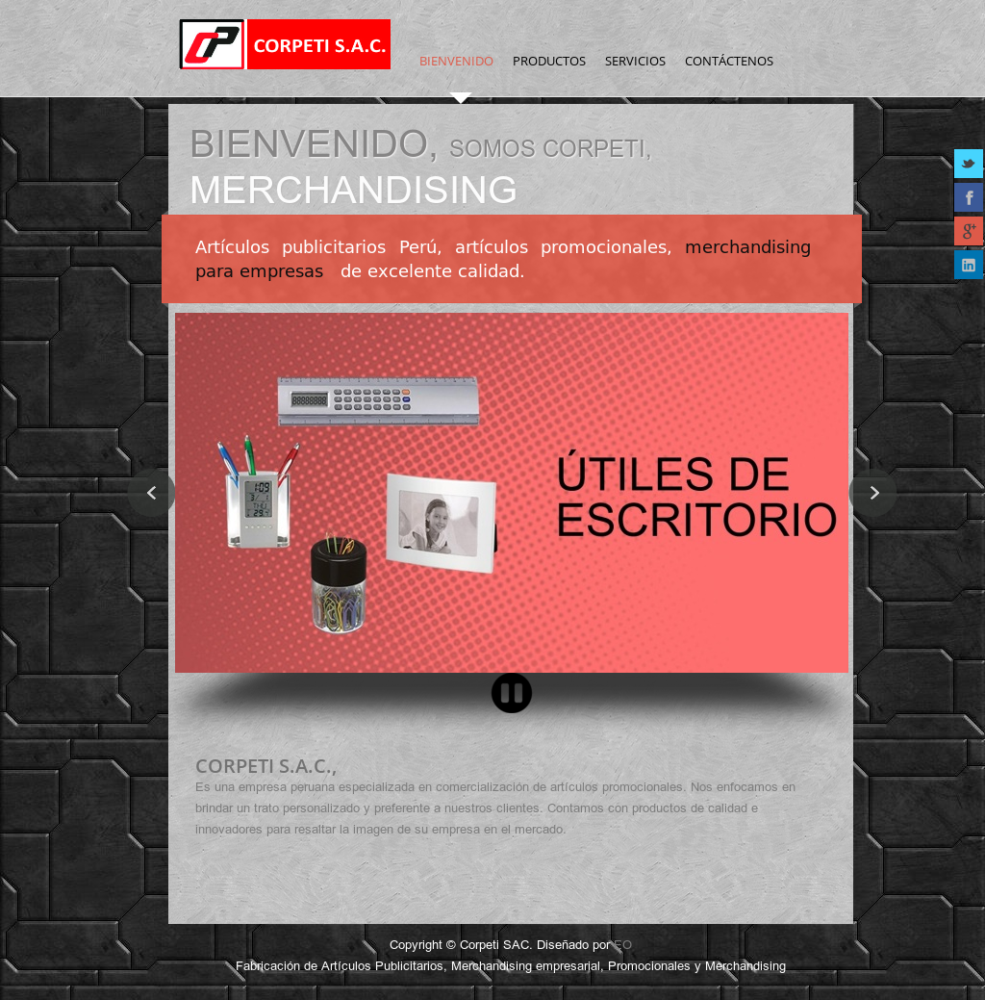 CP CORPETI S.A.C.
BIENVENIDO PRODUCTOS SERVICIOS CONTÁCTENOS
BIENVENIDO, SOMOS CORPETI,
MERCHANDISING
Artículos publicitarios Perú, artículos promocionales, merchandising
para empresas de excelente calidad.
ÚTILES DE
ESCRITORIO
CORPETI S.A.C.,
Es una empresa peruana especializada en comercialización de artículos promocionales. Nos enfocamos en
brindar un trato personalizado y preferente a nuestros clientes. Contamos con productos de calidad e
innovadores para resaltar la imagen de su empresa en el mercado.
Copyright © Corpeti SAC. Diseñado por EO
Fabricación de Artículos Publicitarios, Merchandising empresarial, Promocionales y Merchandising